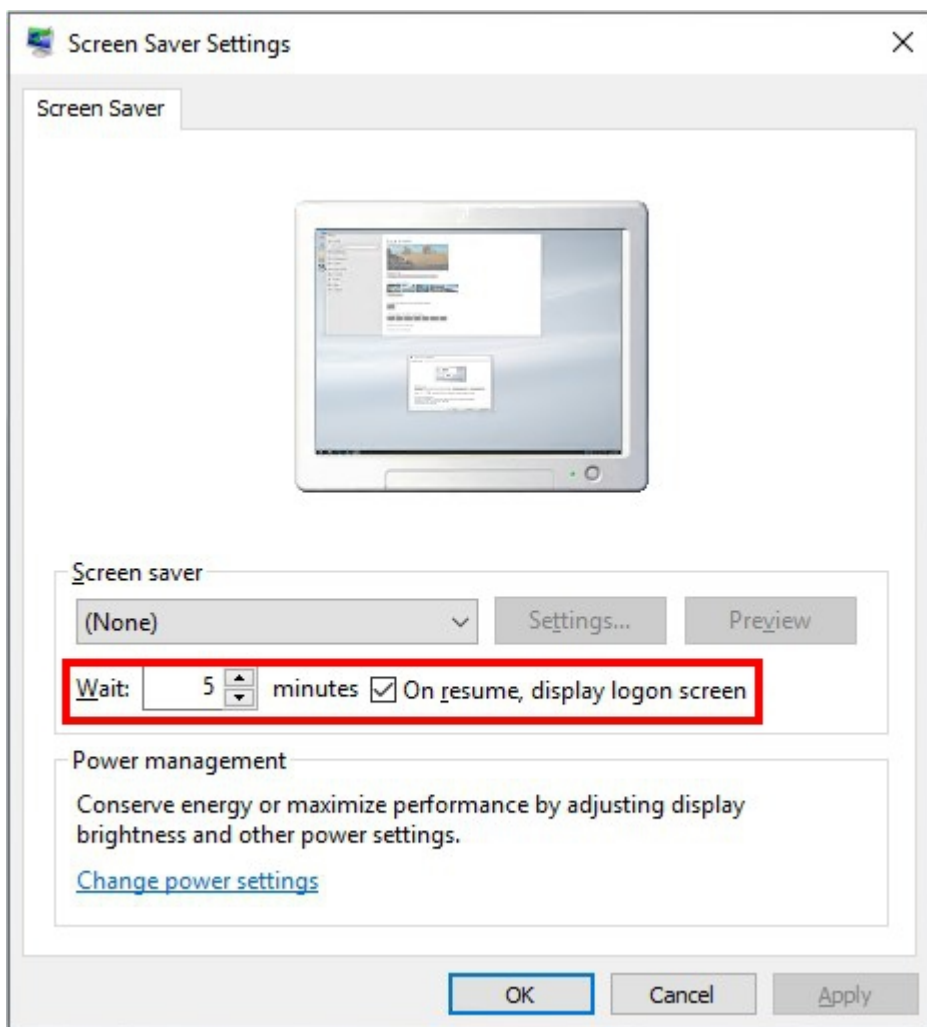 Screen Saver Settings
Screen Saver
Screen saver
(None)
Settings...
Preview
Wait: 5 minutes On resume, display logon screen
Power management
Conserve energy or maximize performance by adjusting display
brightness and other power settings.
Change power settings
OK
Cancel
Apply